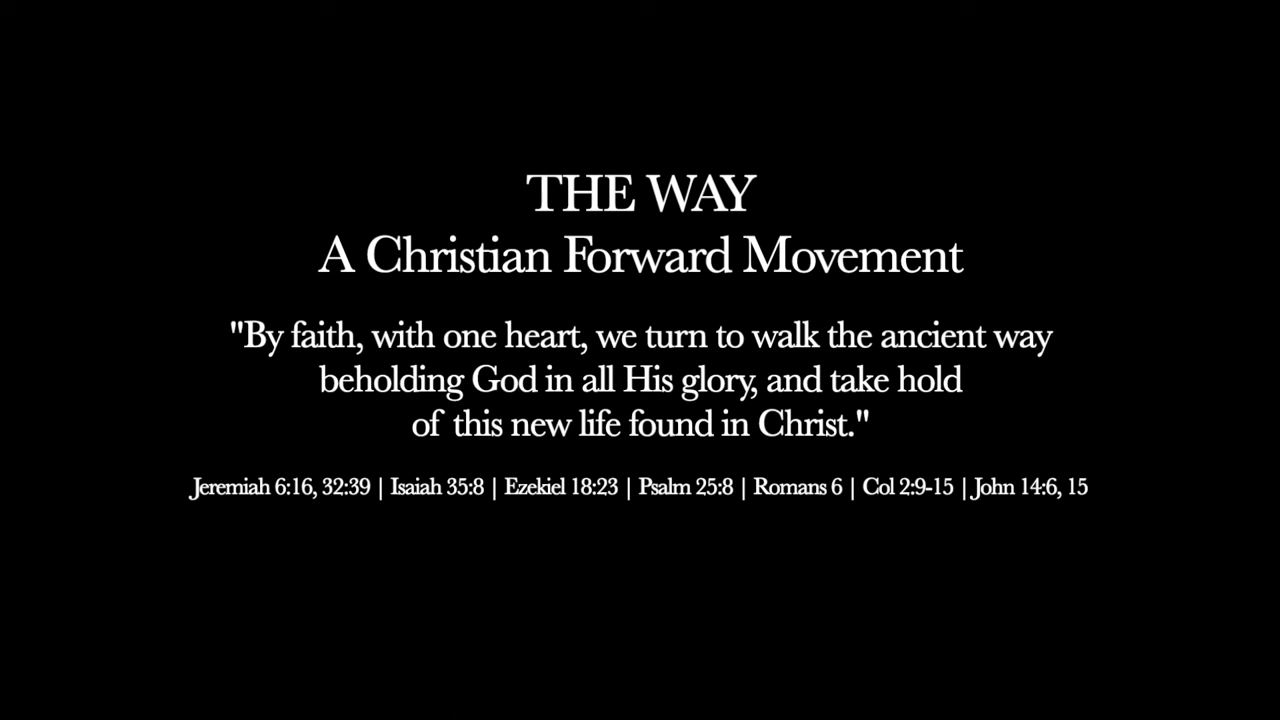 THE WAY
A Christian Forward Movement
"By faith, with one heart, we turn to walk the ancient way
beholding God in all His glory, and take hold
of this new life found in Christ."
Jeremiah 6:16, 32:39 | Isaiah 35:8 | Ezekiel 18:23 | Psalm 25:8 | Romans 6 | Col 2:9-15 | John 14:6, 15